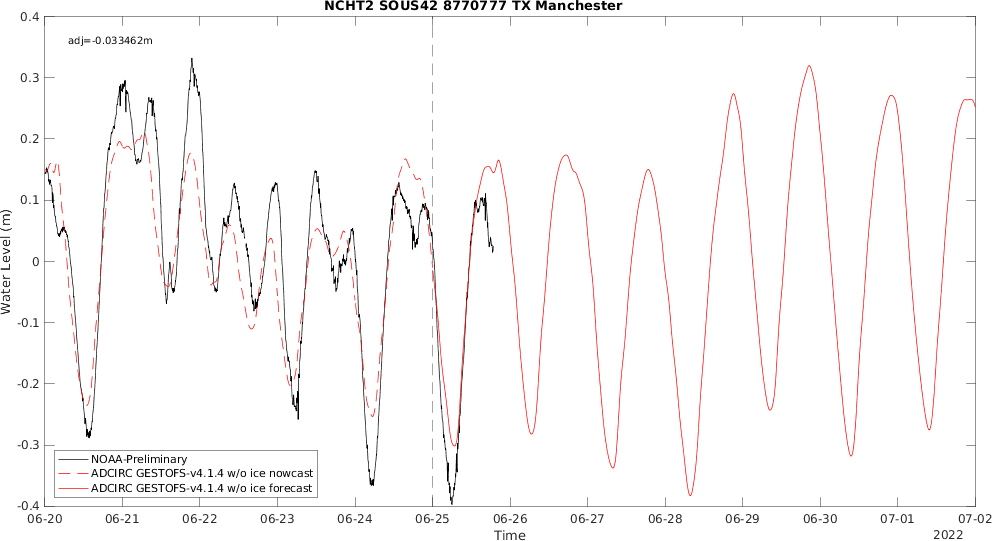 NCHT2 SOUS42 8770777 TX Manchester
adj=-0.033462m
Water Level (m)
0.4
0.3
0.2
0.1
0
-0.1
-0.2
-0.3
-0.4
NOAA-Preliminary
ADCIRC GESTOFS-v4.1.4 w/o ice nowcast
ADCIRC GESTOFS-v4.1.4 w/o ice forecast
06-20 06-21 06-22 06-23 06-24 06-25 06-26 06-27 06-28 06-29 06-30 07-01 07-02
Time
2022